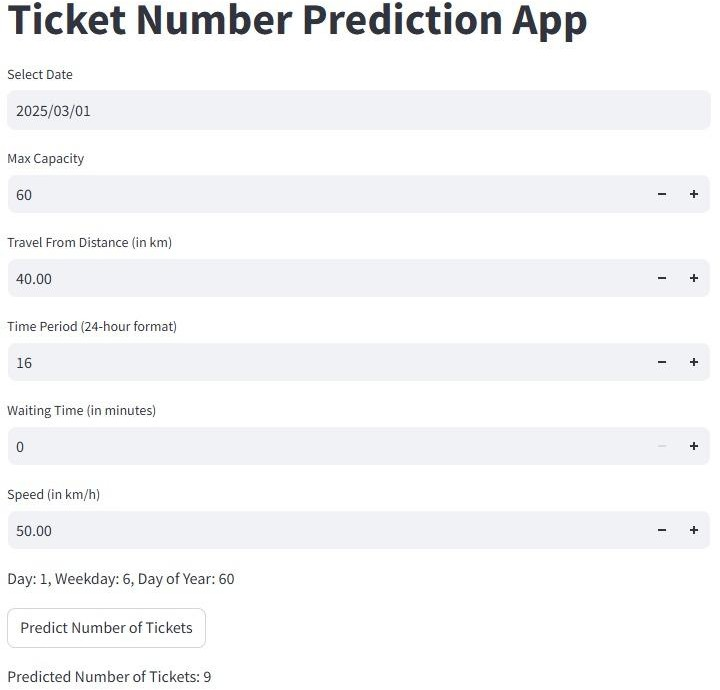 Ticket Number Prediction App
Select Date
2025/03/01
Max Capacity
60
Travel From Distance (in km)
40.00
Time Period (24-hour format)
16
Waiting Time (in minutes)
0
Speed (in km/h)
50.00
Day: 1, Weekday: 6, Day of Year: 60
Predict Number of Tickets
Predicted Number of Tickets: 9